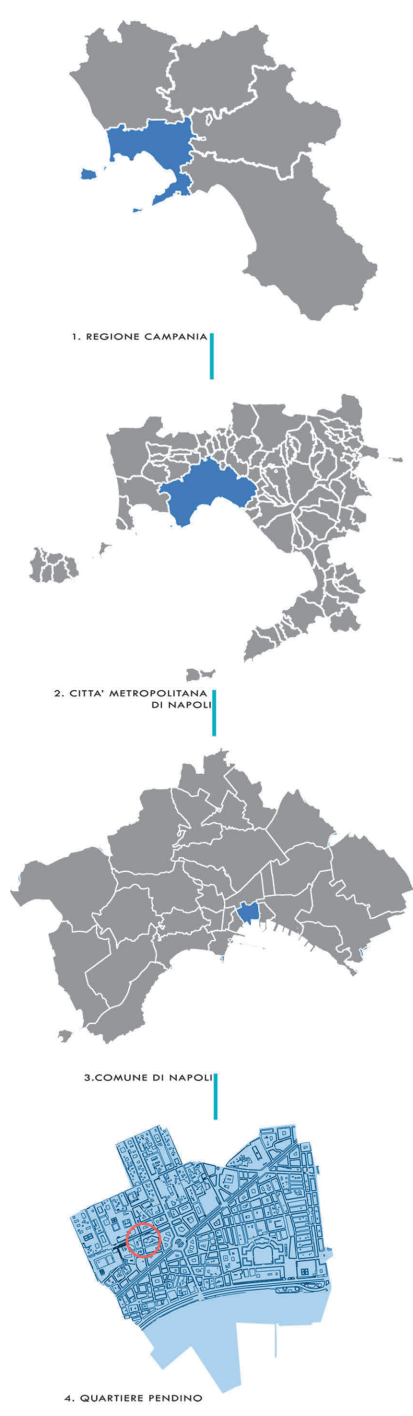 1. REGIONE CAMPANIA
2. CITTA' METROPOLITANA
DI NAPOLI
3.COMUNE DI NAPOLI
4. QUARTIERE PENDINO